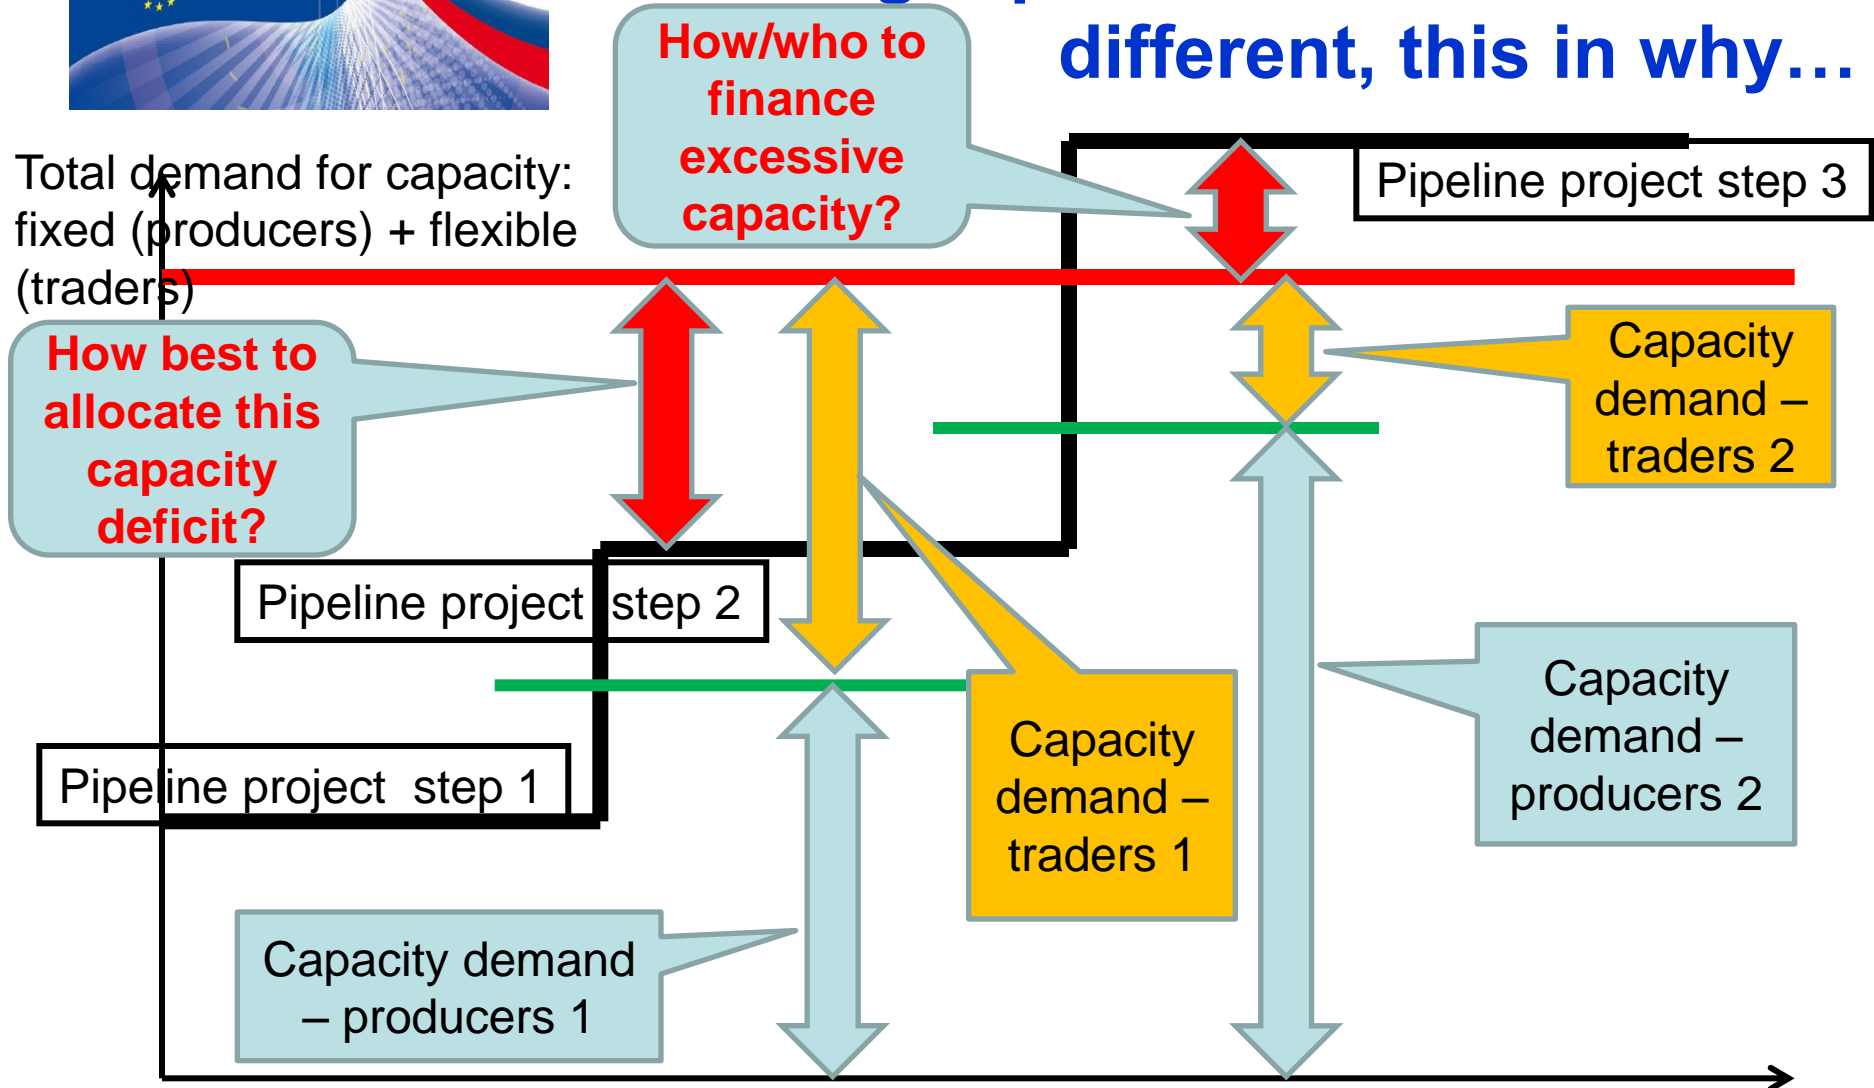 different, this in why…
How/who to
finance
excessive
capacity?
Total demand for capacity:
fixed (producers) + flexible
(traders)
Pipeline project step 3
How best to
allocate this
capacity
deficit?
Capacity
demand –
traders 2
Pipeline project step 2
Capacity
demand –
producers 2
Capacity
demand –
traders 1
Pipeline project step 1
Capacity demand
– producers 1